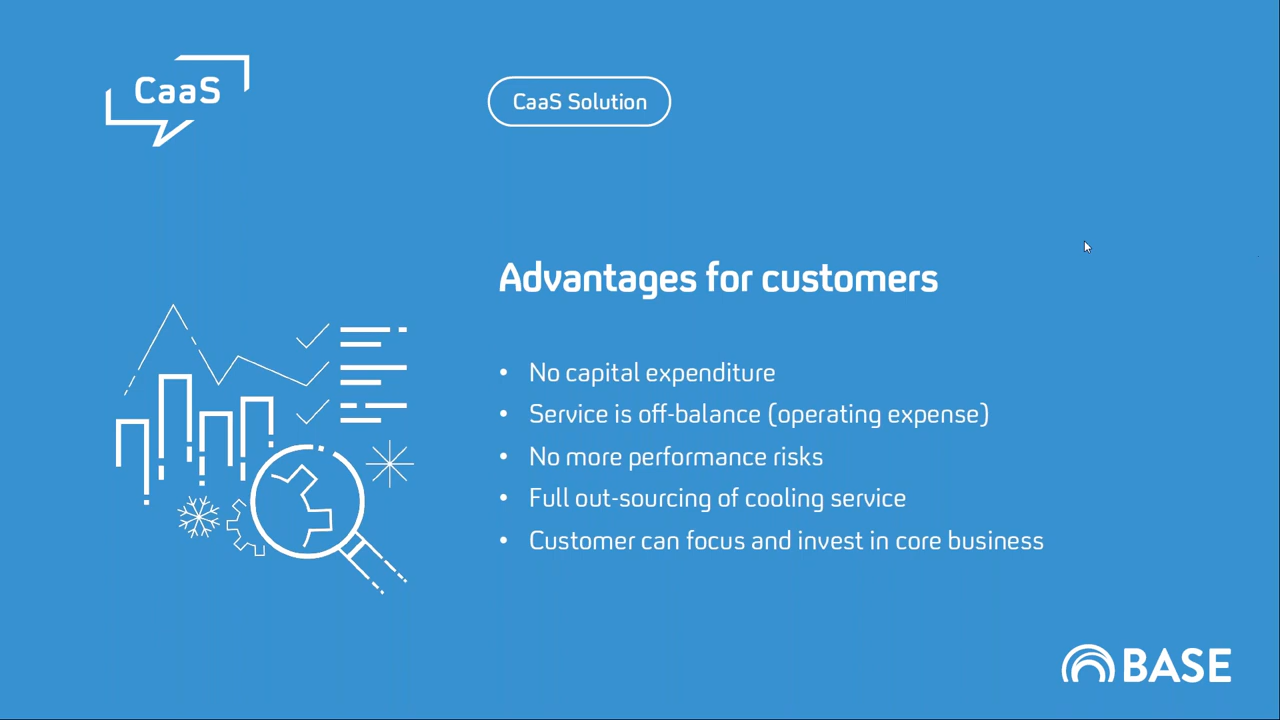 CaaS
CaaS Solution
Advantages for customers
• No capital expenditure
• Service is off-balance (operating expense)
• No more performance risks
• Full out-sourcing of cooling service
• Customer can focus and invest in core business
BASE